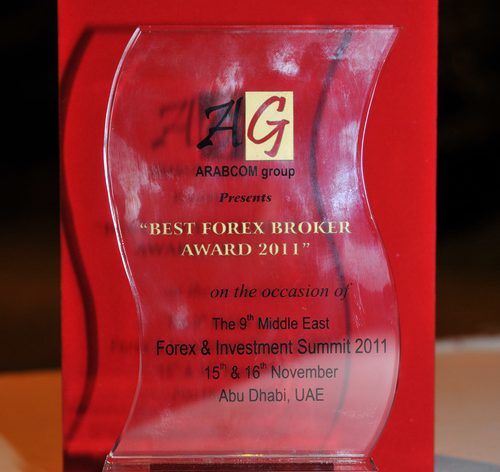 AG
ARABCOM group
Presents
"BEST FOREX BROKER
AWARD 2011"
on the occasion of
The 9th Middle East
Forex & Investment Summit 2011
15th & 16th November
Abu Dhabi, UAE